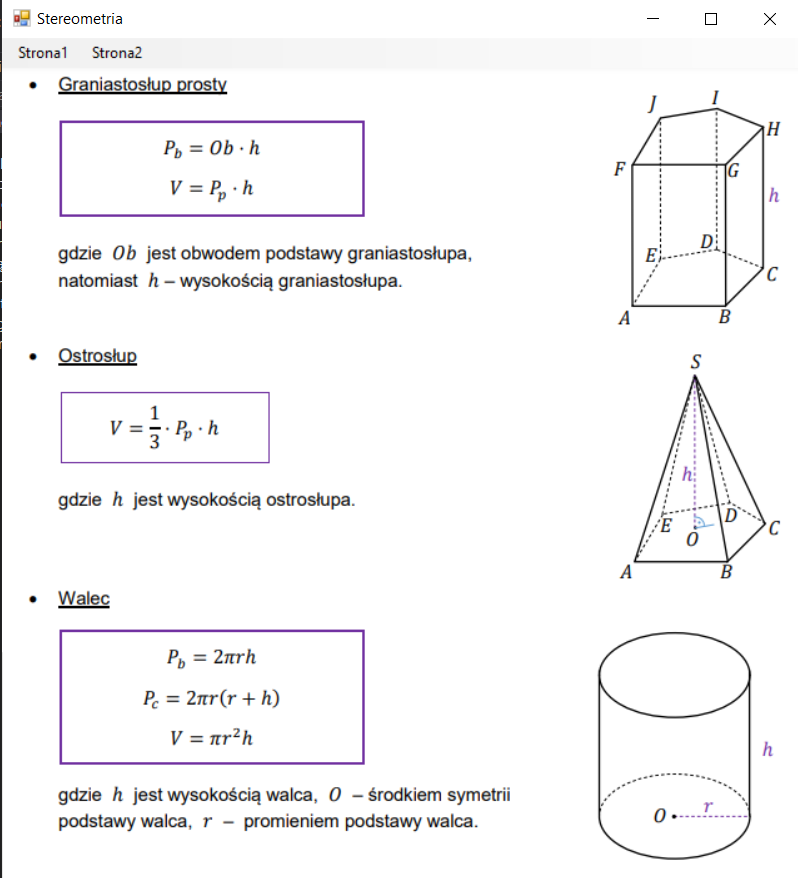 Stereometria
Strona1 Strona2
• Graniastosłup prosty
P_b = Ob · h
V = P_p · h
gdzie Ob jest obwodem podstawy graniastosłupa,
natomiast h – wysokością graniastosłupa.
J
I
H
F
G
h
E
D
C
A
B
• Ostrosłup
V = 1/3 · P_p · h
gdzie h jest wysokością ostrosłupa.
S
h
E
D
C
O
A
B
• Walec
P_b = 2πrh
P_c = 2πr(r + h)
V = πr²h
gdzie h jest wysokością walca, O – środkiem symetrii
podstawy walca, r – promieniem podstawy walca.
h
O
r